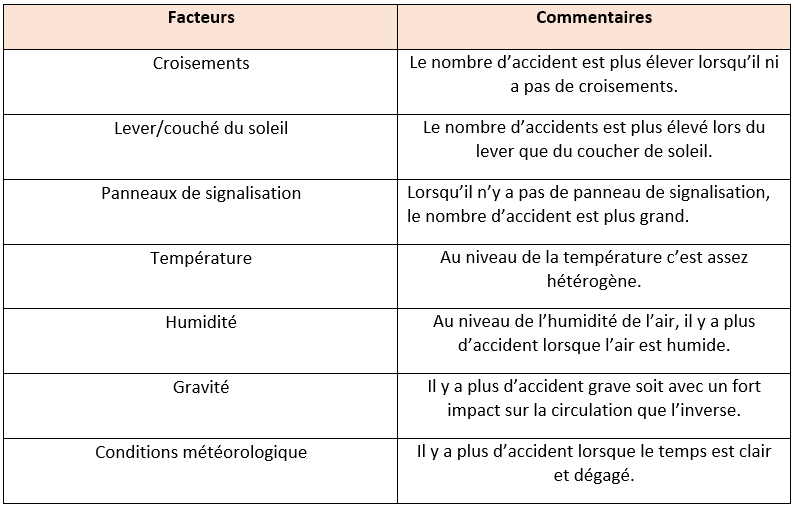 Facteurs
Commentaires
Croisements
Le nombre d’accident est plus élever lorsqu’il ni
a pas de croisements.
Lever/couché du soleil
Le nombre d’accidents est plus élevé lors du
lever que du coucher de soleil.
Panneaux de signalisation
Lorsqu’il n’y a pas de panneau de signalisation,
le nombre d’accident est plus grand.
Température
Au niveau de la température c’est assez
hétérogène.
Humidité
Au niveau de l’humidité de l’air, il y a plus
d’accident lorsque l’air est humide.
Gravité
Il y a plus d’accident grave soit avec un fort
impact sur la circulation que l’inverse.
Conditions météorologique
Il y a plus d’accident lorsque le temps est clair
et dégagé.